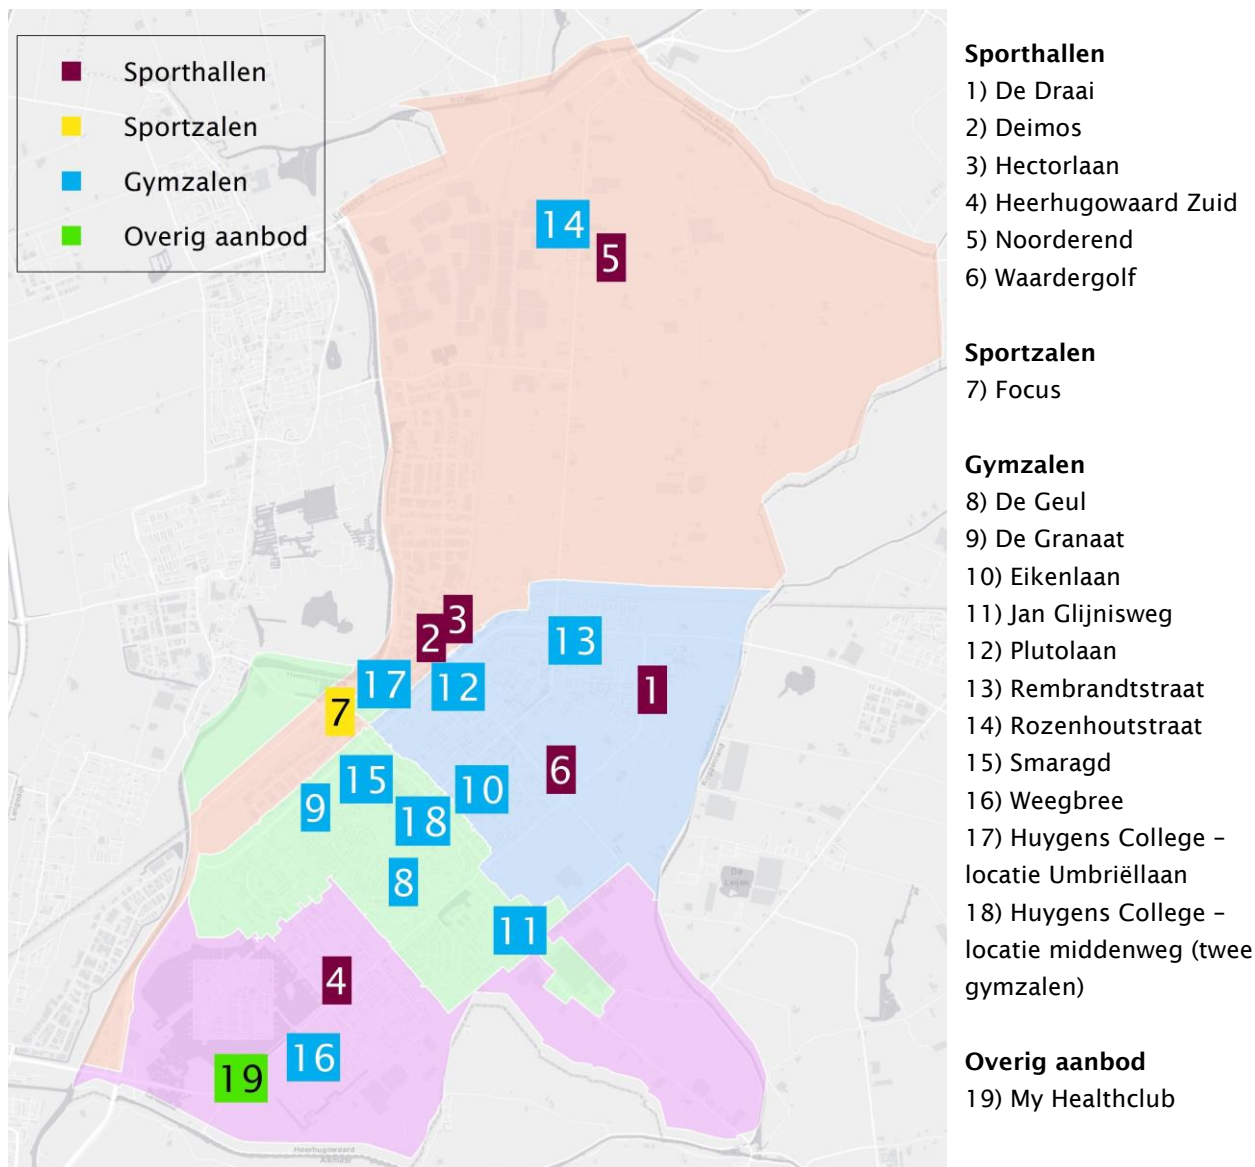 Sporthallen
Sportzalen
Gymzalen
Overig aanbod
14
5
3
2
13
17
12
1
7
6
15
10
9
18
8
11
4
16
19
De
Leijen
Heerhugowaard
Alkmaar
Sporthallen
1) De Draai
2) Deimos
3) Hectorlaan
4) Heerhugowaard Zuid
5) Noorderend
6) Waardergolf
Sportzalen
7) Focus
Gymzalen
8) De Geul
9) De Granaat
10) Eikenlaan
11) Jan Glijnisweg
12) Plutolaan
13) Rembrandtstraat
14) Rozenhoutstraat
15) Smaragd
16) Weegbree
17) Huygens College –
locatie Umbriëllaan
18) Huygens College –
locatie middenweg (twee
gymzalen)
Overig aanbod
19) My Healthclub